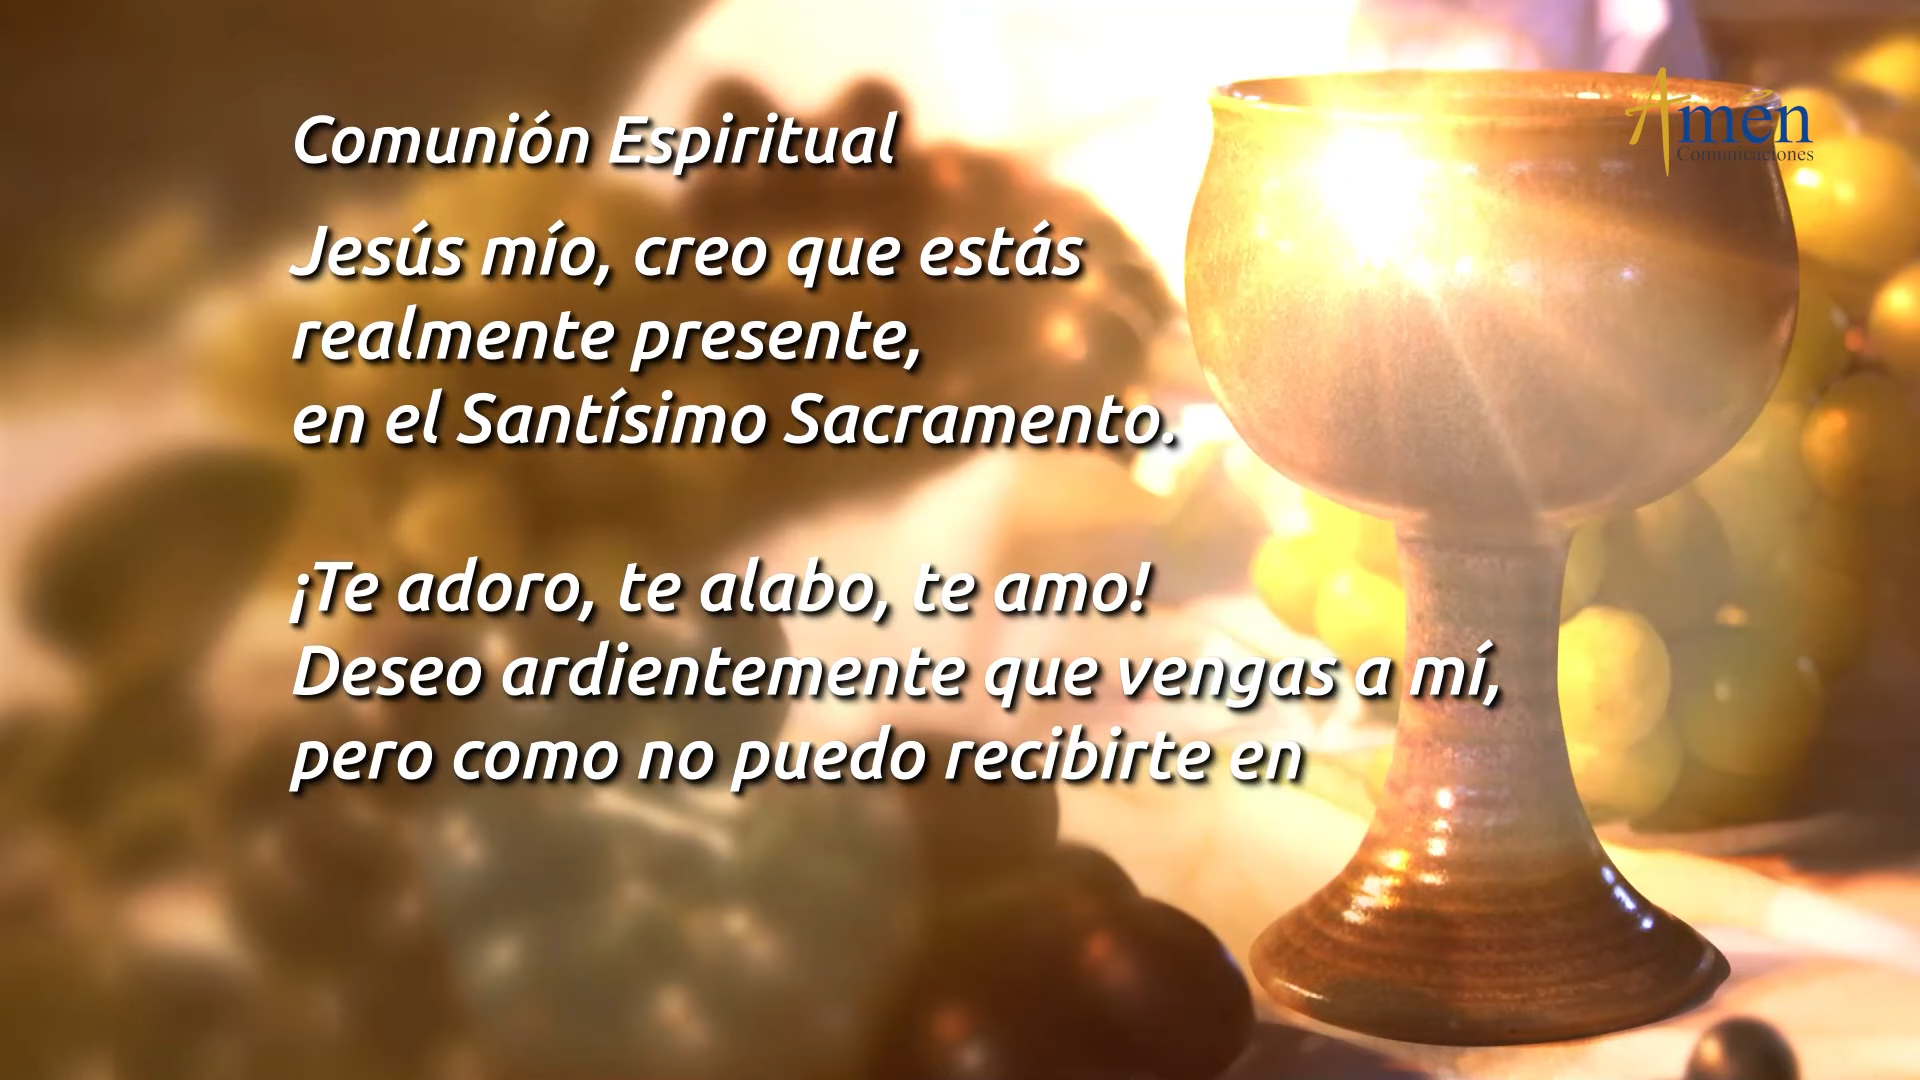 Amén
Comunicaciones
Comunión Espiritual
Jesús mío, creo que estás
realmente presente,
en el Santísimo Sacramento.
¡Te adoro, te alabo, te amo!
Deseo ardientemente que vengas a mí,
pero como no puedo recibirte en